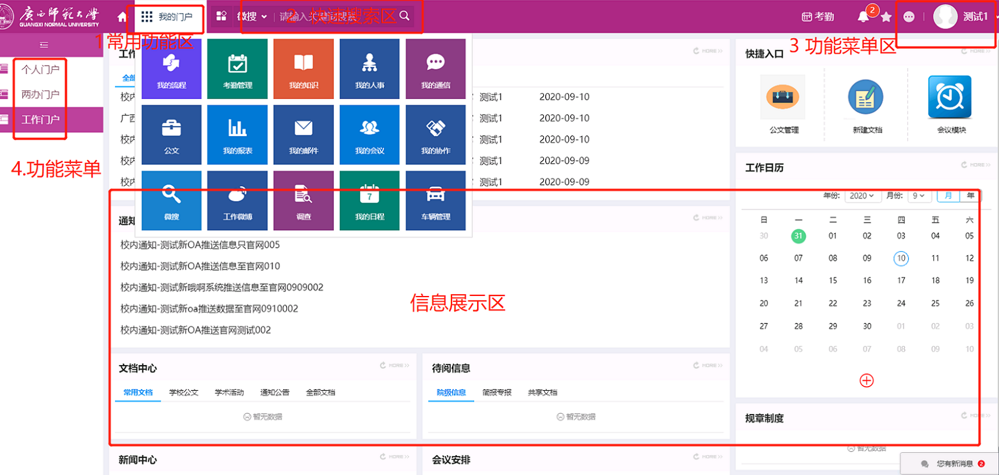 广西师范大学
GUANGXI NORMAL UNIVERSITY
我的门户
微搜
请输入关键词搜索
2 快速搜索区
考勤
2
测试1
1常用功能区
3 功能菜单区
个人门户
两办门户
工作门户
4.功能菜单
我的流程
考勤管理
我的知识
我的人事
我的通信
公文
我的报表
我的邮件
我的会议
我的协作
微搜
工作微博
调查
7
我的日程
车辆管理
工作
MORE>>
全部
校内 测试1 2020-09-10
广西 测试1 2020-09-10
校内 测试1 2020-09-10
校内 测试1 2020-09-09
校内 测试1 2020-09-09
通知
MORE>>
校内通知-测试新OA推送信息只官网005
校内通知-测试新OA推送信息至官网010
校内通知-测试新哦啊系统推送信息至官网0909002
校内通知-测试新oa推送数据至官网0910002
校内通知-测试新OA推送官网测试002
信息展示区
文档中心
MORE>>
常用文档 学校公文 学术活动 通知公告 全部文档
暂无数据
待阅信息
MORE>>
院级信息 简报专报 共享文档
暂无数据
新闻中心
MORE>>
会议安排
MORE>>
快捷入口
MORE>>
公文管理
新建文档
会议模块
工作日历
MORE>>
年份: 2020 月份: 9 月 年
日 一 二 三 四 五 六
30 31 01 02 03 04 05
06 07 08 09 10 11 12
13 14 15 16 17 18 19
20 21 22 23 24 25 26
27 28 29 30 01 02 03
04 05 06 07 08 09 10
规章制度
MORE>>
暂无数据
您有新消息 2